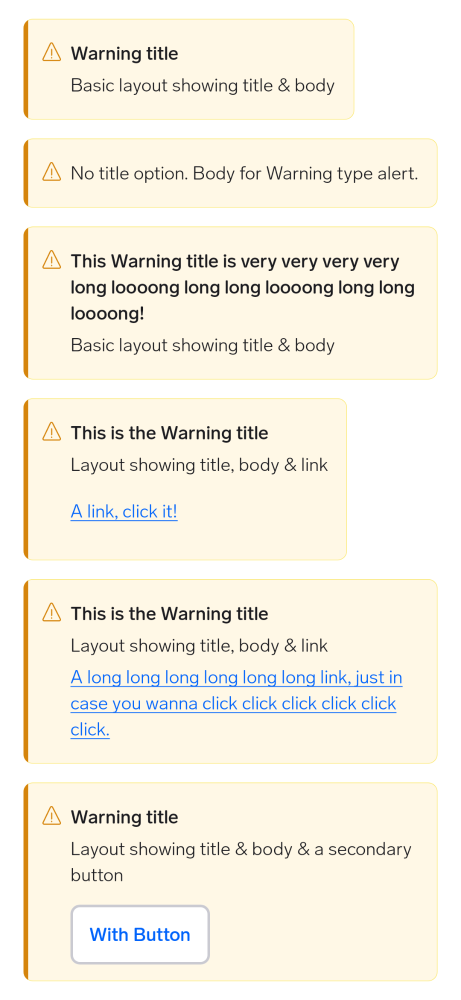 Warning title
Basic layout showing title & body
No title option. Body for Warning type alert.
This Warning title is very very very very
long loooong long long loooong long long
loooong!
Basic layout showing title & body
This is the Warning title
Layout showing title, body & link
A link, click it!
This is the Warning title
Layout showing title, body & link
A long long long long long long link, just in
case you wanna click click click click click
click.
Warning title
Layout showing title & body & a secondary
button
With Button